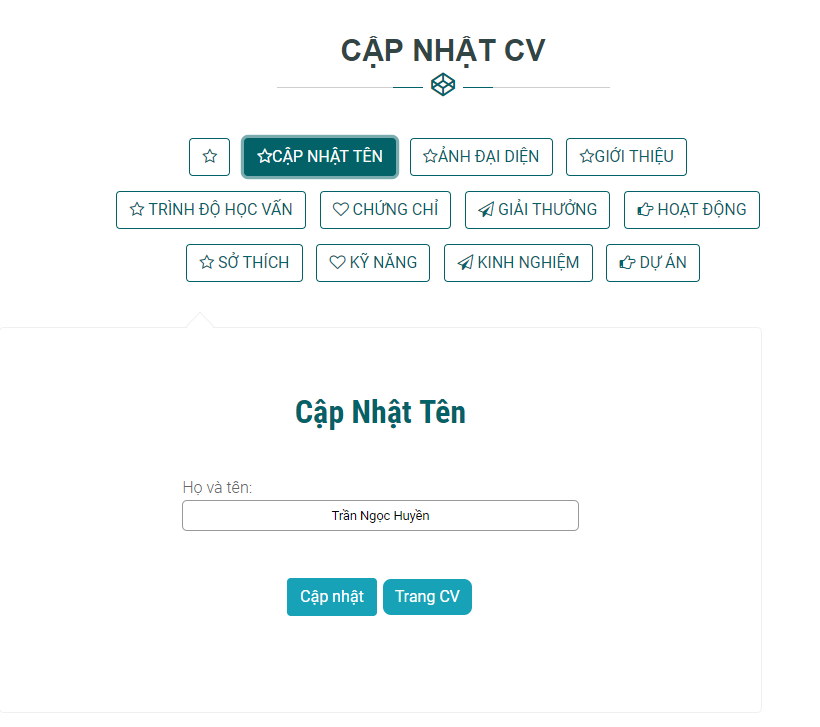 CẬP NHẬT CV
CẬP NHẬT TÊN ẢNH ĐẠI DIỆN GIỚI THIỆU
TRÌNH ĐỘ HỌC VẤN CHỨNG CHỈ GIẢI THƯỞNG HOẠT ĐỘNG
SỞ THÍCH KỸ NĂNG KINH NGHIỆM DỰ ÁN
Cập Nhật Tên
Họ và tên:
Trần Ngọc Huyền
Cập nhật Trang CV